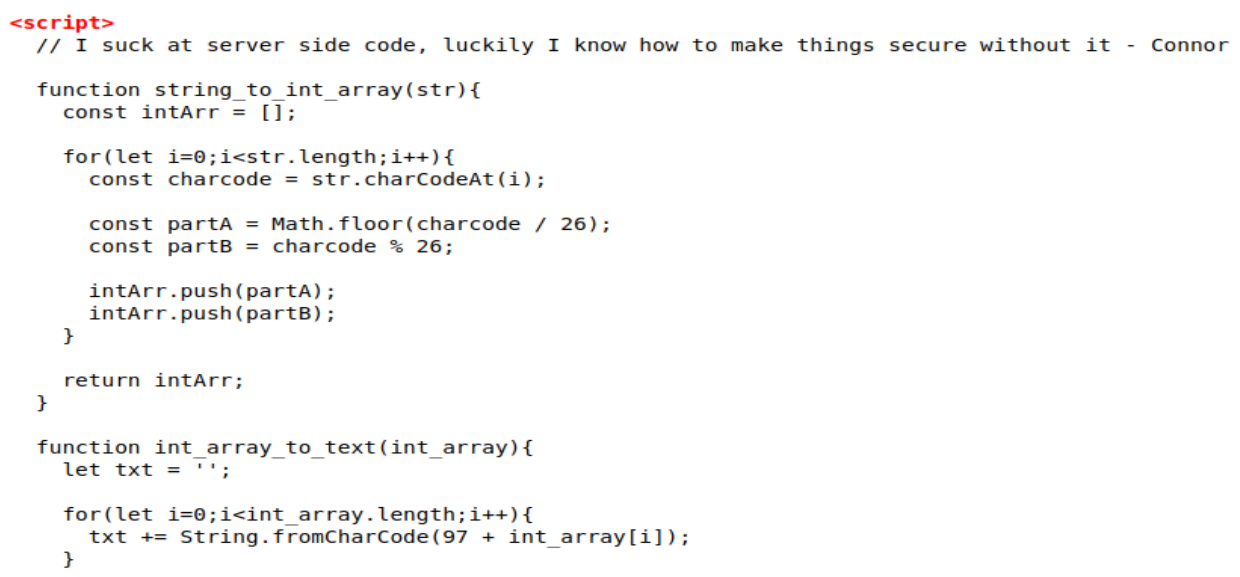 <script>
// I suck at server side code, luckily I know how to make things secure without it - Connor
function string_to_int_array(str){
const intArr = [];
for(let i=0;i<str.length;i++){
const charcode = str.charCodeAt(i);
const partA = Math.floor(charcode / 26);
const partB = charcode % 26;
intArr.push(partA);
intArr.push(partB);
}
return intArr;
}
function int_array_to_text(int_array){
let txt = '';
for(let i=0;i<int_array.length;i++){
txt += String.fromCharCode(97 + int_array[i]);
}